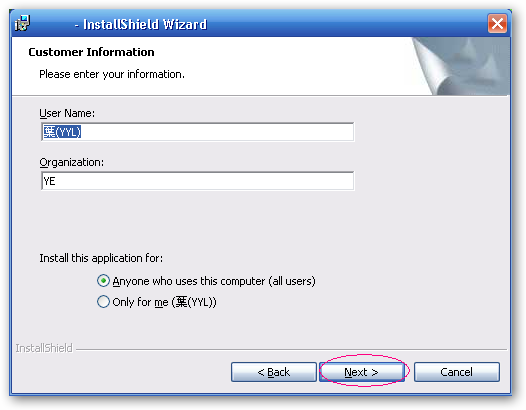 - InstallShield Wizard
Customer Information
Please enter your information.
User Name:
葉(YYL)
Organization:
YE
Install this application for:
Anyone who uses this computer (all users)
Only for me (葉(YYL))
InstallShield
< Back Next > Cancel